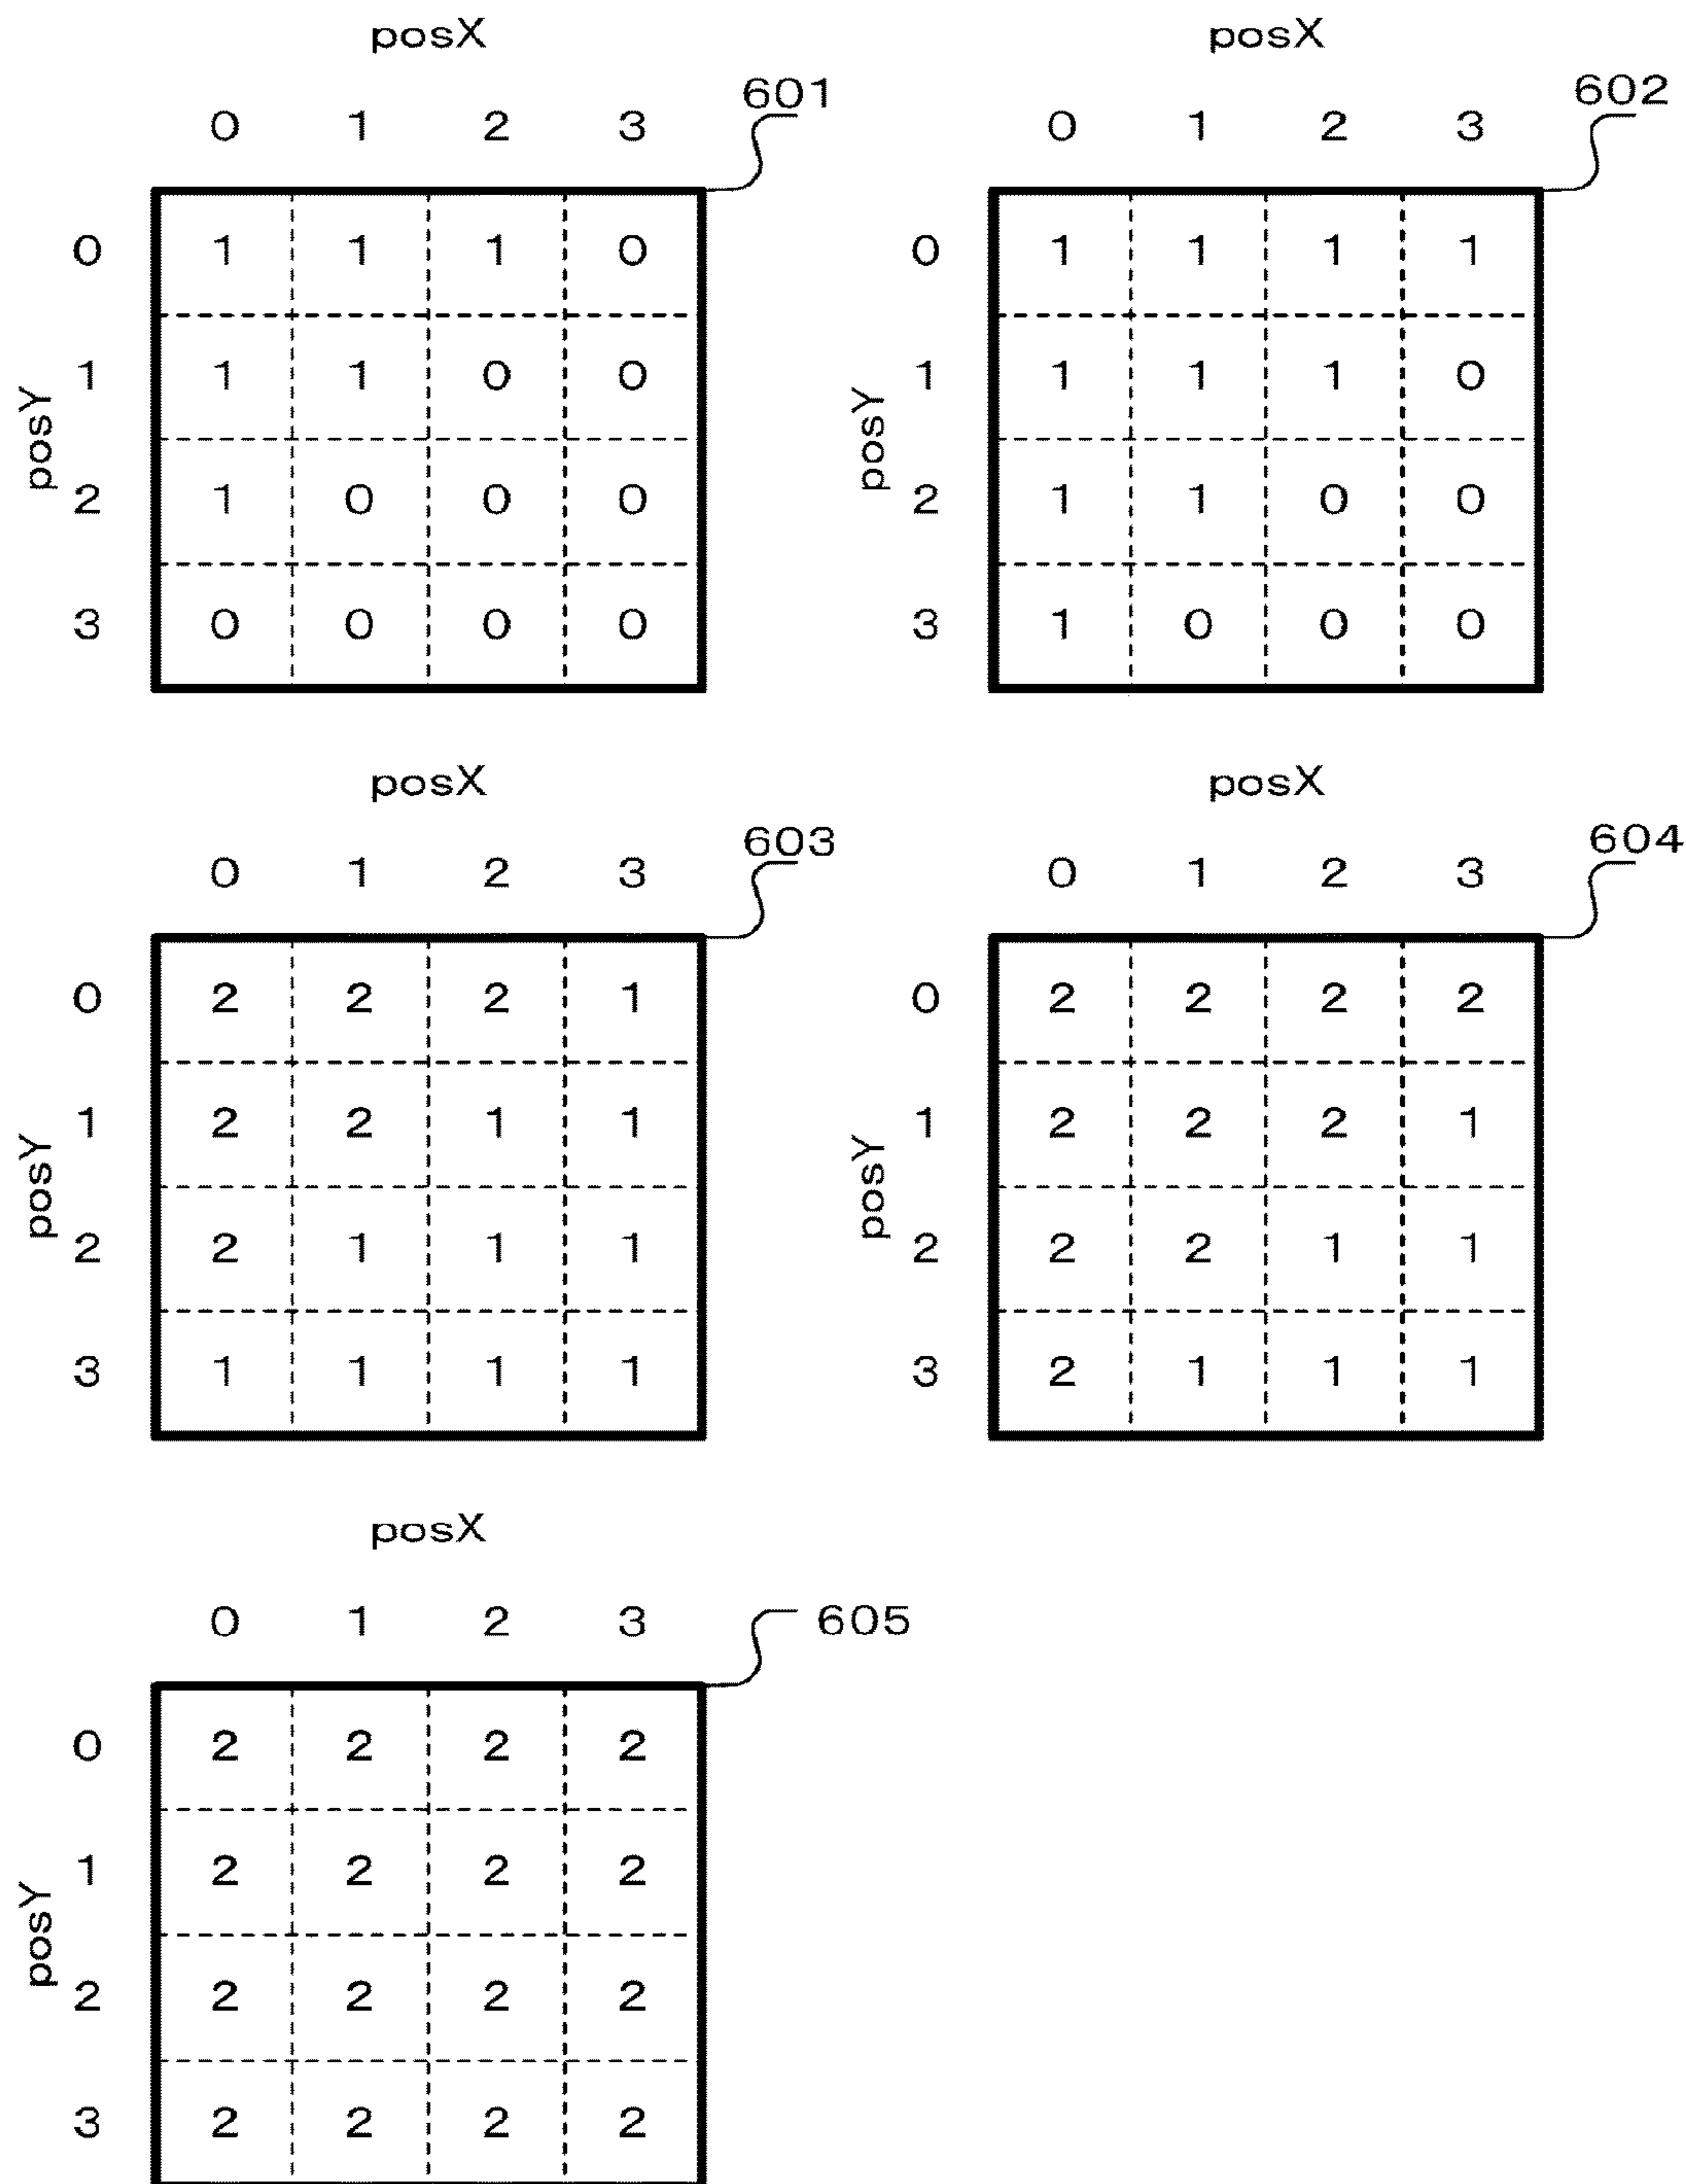 posX
601
0 1 2 3
0 1 1 1 0
1 1 1 0 0
2 1 0 0 0
3 0 0 0 0
posY
posX
602
0 1 2 3
0 1 1 1 1
1 1 1 1 0
2 1 1 0 0
3 1 0 0 0
posY
posX
603
0 1 2 3
0 2 2 2 1
1 2 2 1 1
2 2 1 1 1
3 1 1 1 1
posY
posX
604
0 1 2 3
0 2 2 2 2
1 2 2 2 1
2 2 2 1 1
3 2 1 1 1
posY
posX
605
0 1 2 3
0 2 2 2 2
1 2 2 2 2
2 2 2 2 2
3 2 2 2 2
posY